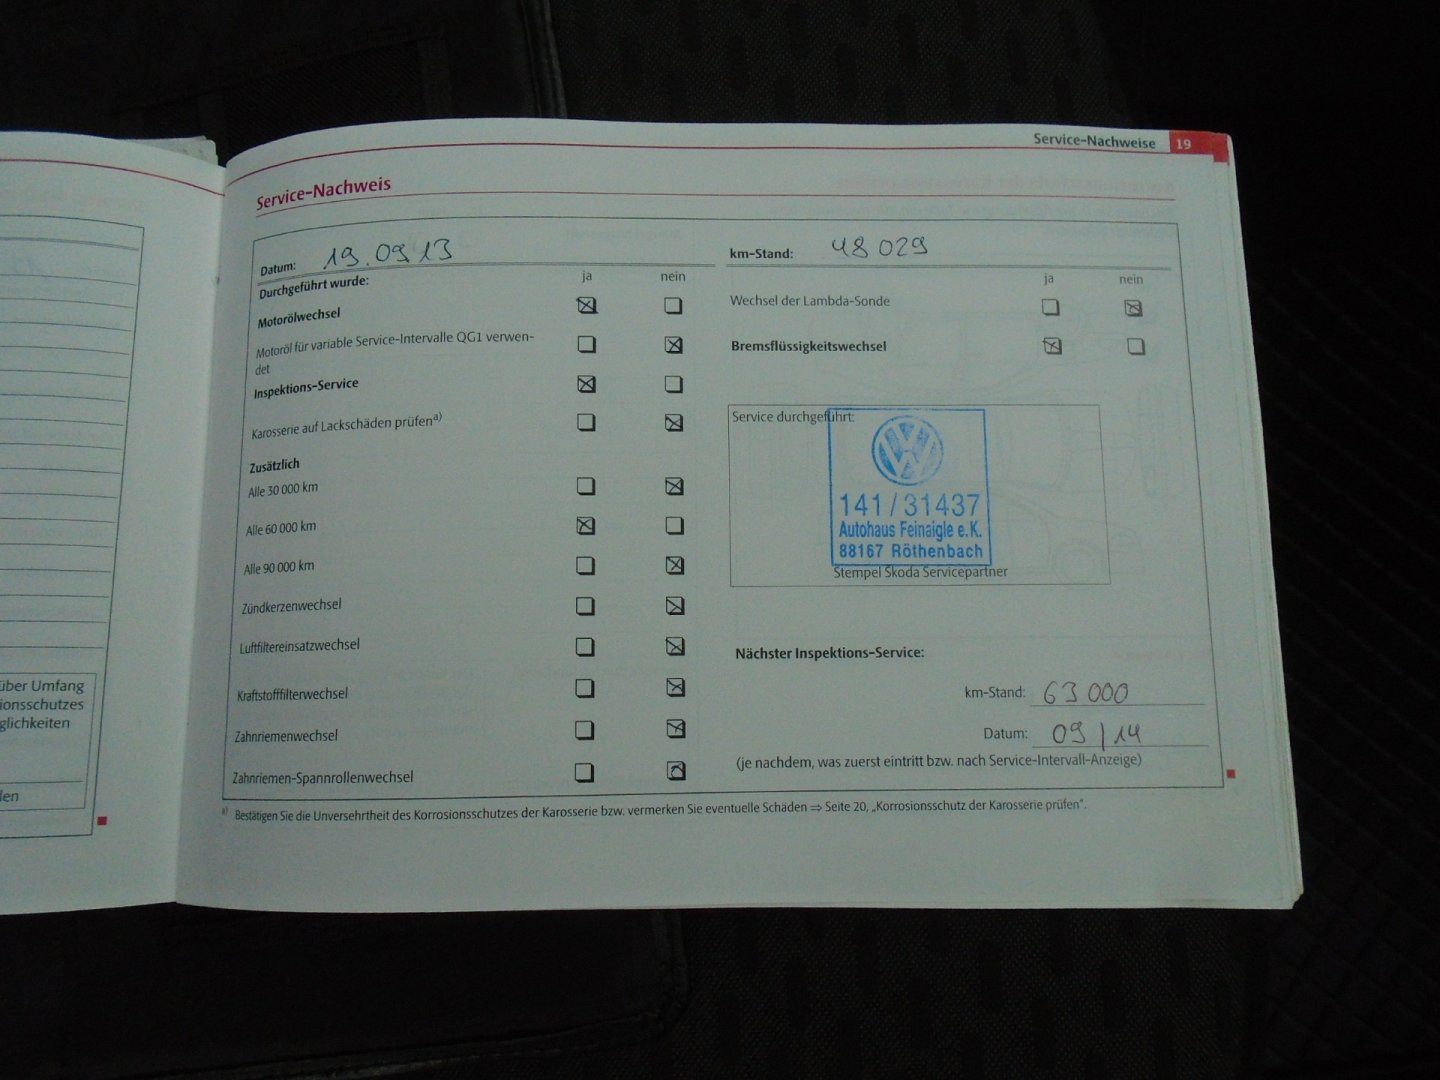 Service-Nachweise 19
Service-Nachweis
Datum: 19.09.13
km-Stand: 48 029
Durchgeführt wurde:
ja nein
ja nein
Motorölwechsel
Motoröl für variable Service-Intervalle QG1 verwen-
det
Inspektions-Service
Karosserie auf Lackschäden prüfen a)
Zusätzlich
Alle 30 000 km
Alle 60 000 km
Alle 90 000 km
Zündkerzenwechsel
Luftfiltereinsatzwechsel
Kraftstofffilterwechsel
Zahnriemenwechsel
Zahnriemen-Spannrollenwechsel
Wechsel der Lambda-Sonde
Bremsflüssigkeitswechsel
Service durchgeführt:
141/31437
Autohaus Feinaigle e.K.
88167 Röthenbach
Stempel Škoda Servicepartner
Nächster Inspektions-Service:
km-Stand: 63 000
Datum: 09/14
(je nachdem, was zuerst eintritt bzw. nach Service-Intervall-Anzeige)
a) Bestätigen Sie die Unversehrtheit des Korrosionsschutzes der Karosserie bzw. vermerken Sie eventuelle Schäden ⇒ Seite 20, „Korrosionsschutz der Karosserie prüfen“.
über Umfang
ionsschutzes
glichkeiten
len